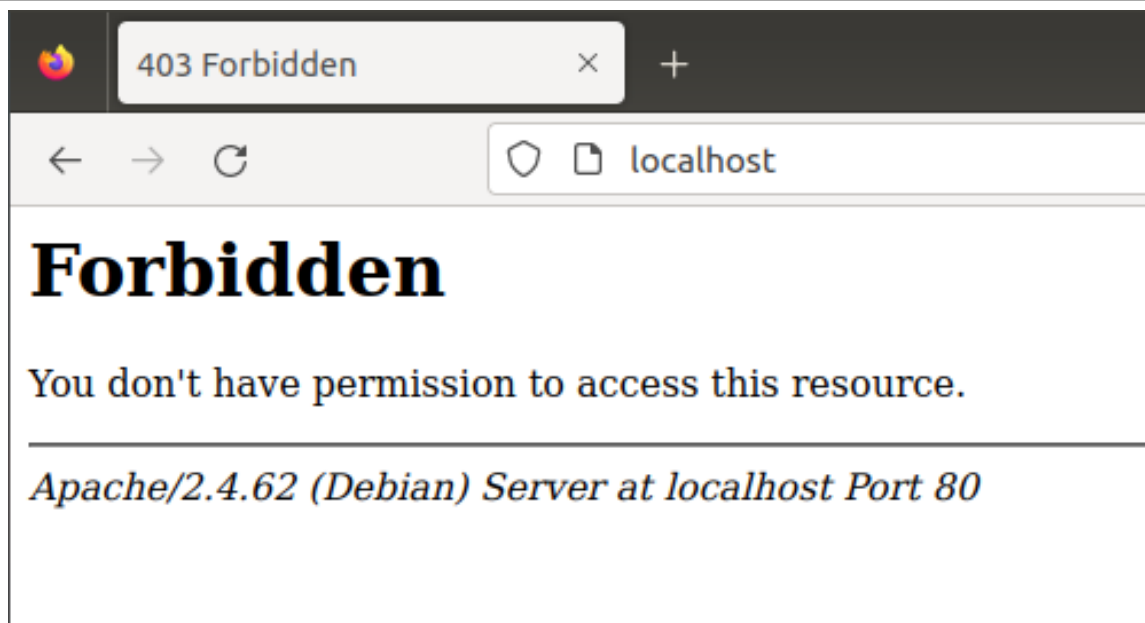 403 Forbidden
localhost
Forbidden
You don't have permission to access this resource.
Apache/2.4.62 (Debian) Server at localhost Port 80